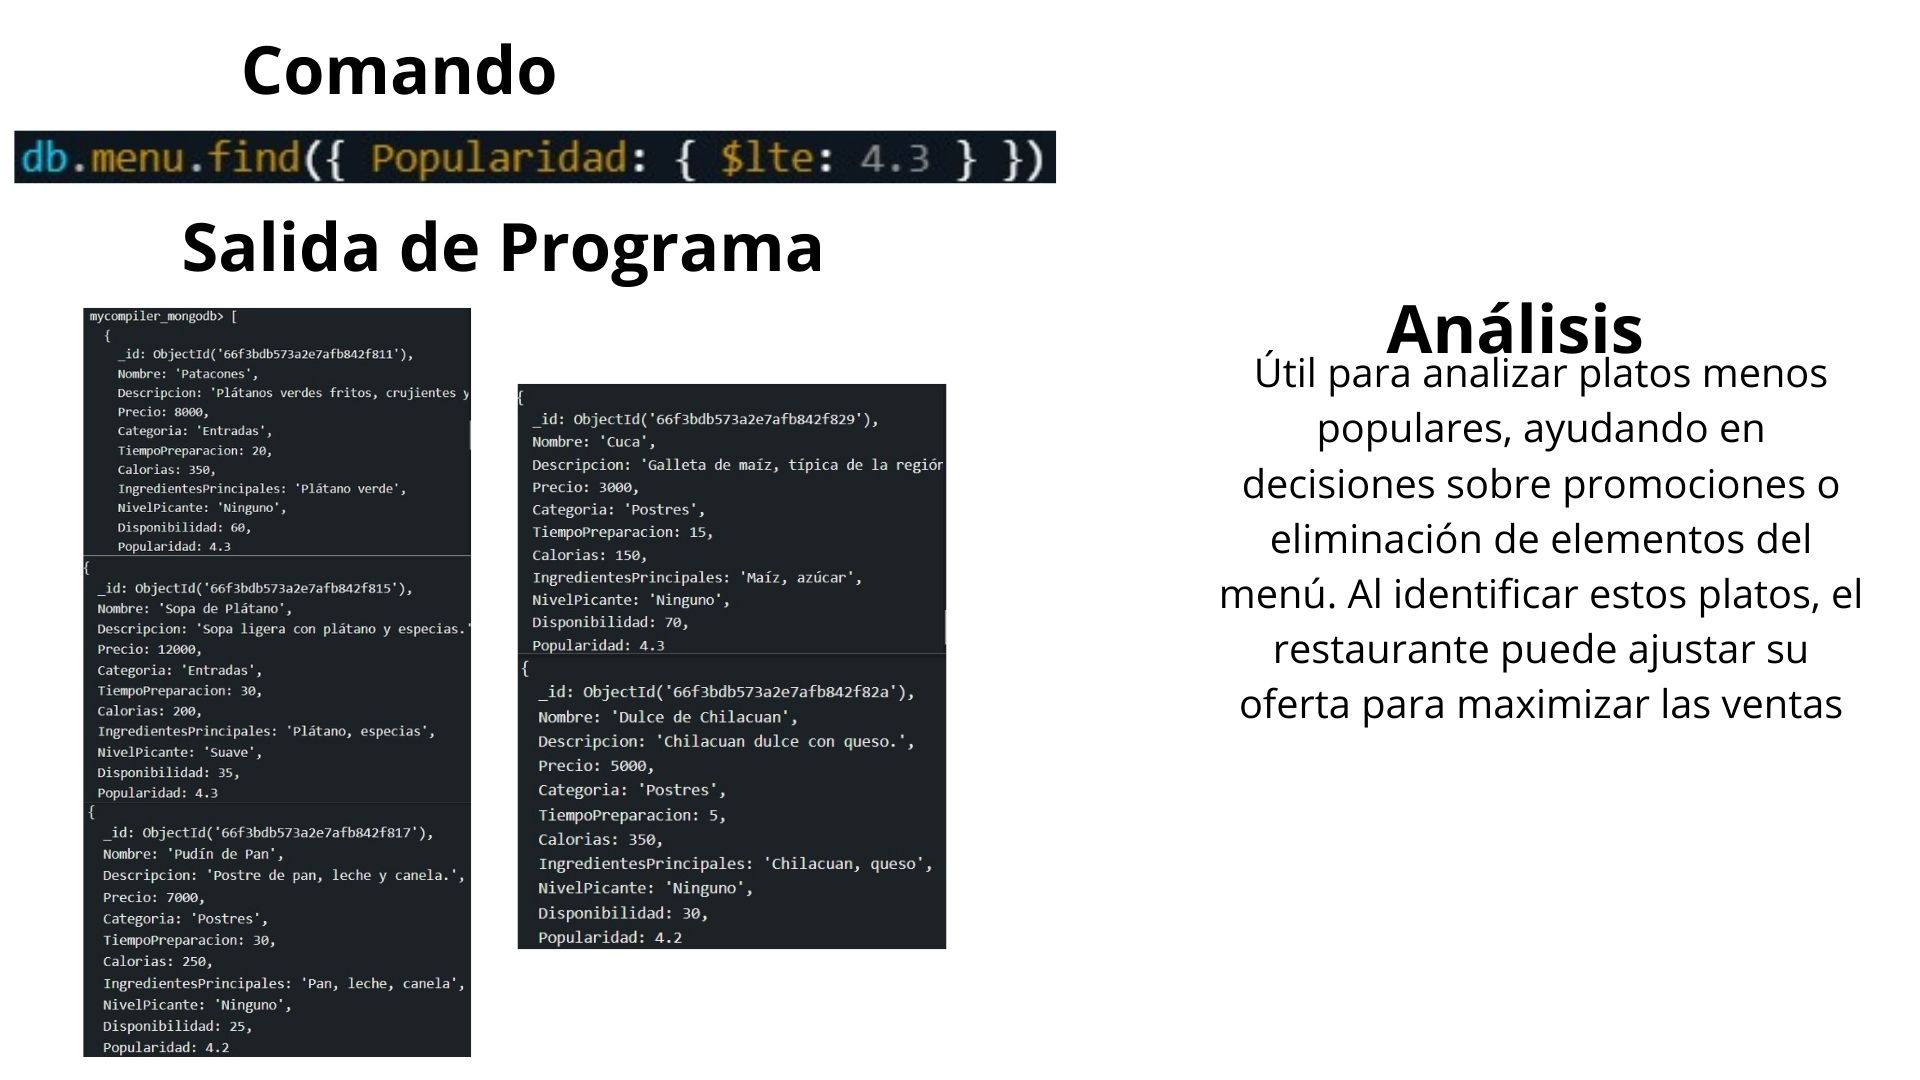 Comando
db.menu.find({ Popularidad: { $lte: 4.3 } })
Salida de Programa
mycompiler_mongodb> [
{
_id: ObjectId('66f3bdb573a2e7afb842f811'),
Nombre: 'Patacones',
Descripcion: 'Plátanos verdes fritos, crujientes y
Precio: 8000,
Categoria: 'Entradas',
TiempoPreparacion: 20,
Calorias: 350,
IngredientesPrincipales: 'Plátano verde',
NivelPicante: 'Ninguno',
Disponibilidad: 60,
Popularidad: 4.3
{
_id: ObjectId('66f3bdb573a2e7afb842f815'),
Nombre: 'Sopa de Plátano',
Descripcion: 'Sopa ligera con plátano y especias.'
Precio: 12000,
Categoria: 'Entradas',
TiempoPreparacion: 30,
Calorias: 200,
IngredientesPrincipales: 'Plátano, especias',
NivelPicante: 'Suave',
Disponibilidad: 35,
Popularidad: 4.3
{
_id: ObjectId('66f3bdb573a2e7afb842f817'),
Nombre: 'Pudín de Pan',
Descripcion: 'Postre de pan, leche y canela.',
Precio: 7000,
Categoria: 'Postres',
TiempoPreparacion: 30,
Calorias: 250,
IngredientesPrincipales: 'Pan, leche, canela',
NivelPicante: 'Ninguno',
Disponibilidad: 25,
Popularidad: 4.2
{
_id: ObjectId('66f3bdb573a2e7afb842f829'),
Nombre: 'Cuca',
Descripcion: 'Galleta de maíz, típica de la región
Precio: 3000,
Categoria: 'Postres',
TiempoPreparacion: 15,
Calorias: 150,
IngredientesPrincipales: 'Maíz, azúcar',
NivelPicante: 'Ninguno',
Disponibilidad: 70,
Popularidad: 4.3
{
_id: ObjectId('66f3bdb573a2e7afb842f82a'),
Nombre: 'Dulce de Chilacuan',
Descripcion: 'Chilacuan dulce con queso.',
Precio: 5000,
Categoria: 'Postres',
TiempoPreparacion: 5,
Calorias: 350,
IngredientesPrincipales: 'Chilacuan, queso',
NivelPicante: 'Ninguno',
Disponibilidad: 30,
Popularidad: 4.2
Análisis
Útil para analizar platos menos
populares, ayudando en
decisiones sobre promociones o
eliminación de elementos del
menú. Al identificar estos platos, el
restaurante puede ajustar su
oferta para maximizar las ventas